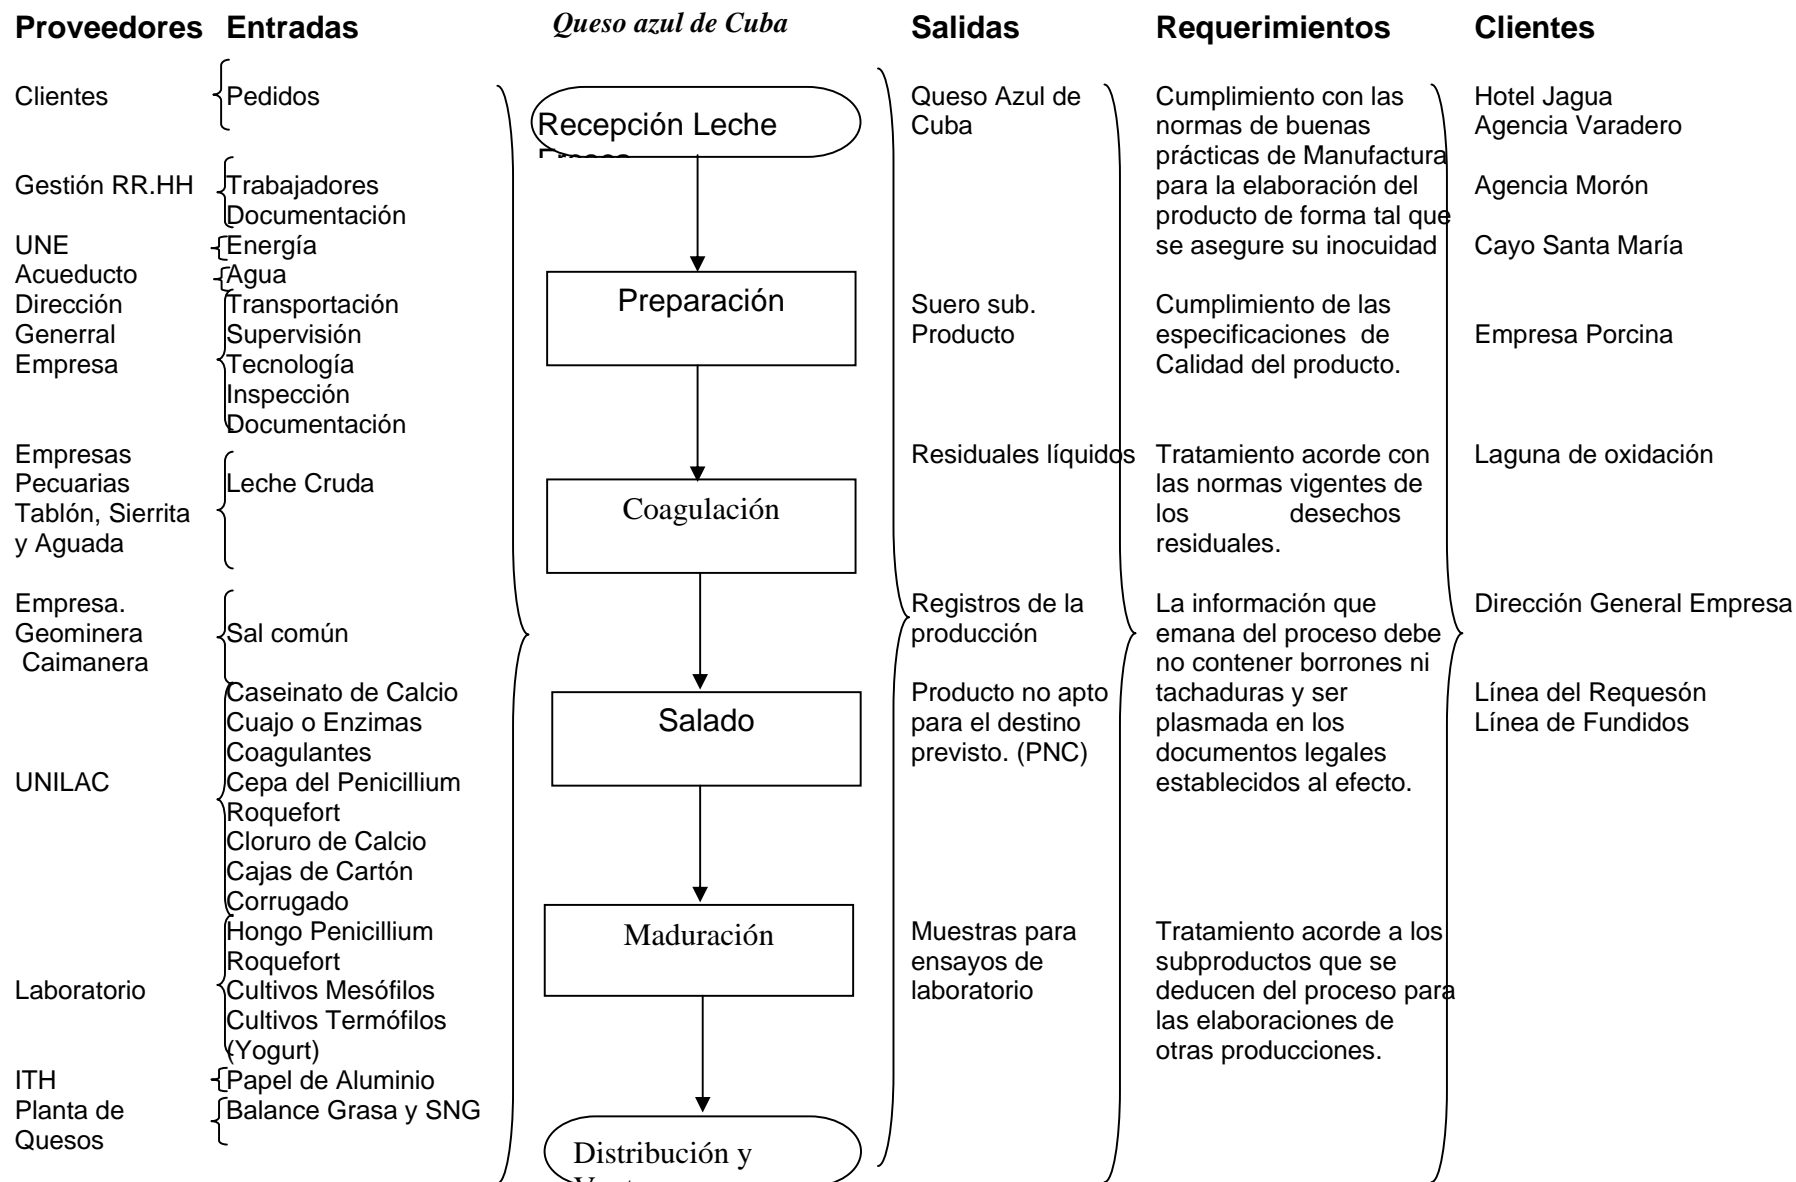 Proveedores
Clientes
Gestión RR.HH
UNE
Acueducto
Dirección
Generral
Empresa
Empresas
Pecuarias
Tablón, Sierrita
y Aguada
Empresa.
Geominera
Caimanera
UNILAC
Laboratorio
ITH
Planta de
Quesos
Entradas
Pedidos
Trabajadores
Documentación
Energía
Agua
Transportación
Supervisión
Tecnología
Inspección
Documentación
Leche Cruda
Sal común
Caseinato de Calcio
Cuajo o Enzimas
Coagulantes
Cepa del Penicillium
Roquefort
Cloruro de Calcio
Cajas de Cartón
Corrugado
Hongo Penicillium
Roquefort
Cultivos Mesófilos
Cultivos Termófilos
(Yogurt)
Papel de Aluminio
Balance Grasa y SNG
Queso azul de Cuba
Recepción Leche
Preparación
Coagulación
Salado
Maduración
Distribución y
Salidas
Queso Azul de
Cuba
Suero sub.
Producto
Residuales líquidos
Registros de la
producción
Producto no apto
para el destino
previsto. (PNC)
Muestras para
ensayos de
laboratorio
Requerimientos
Cumplimiento con las
normas de buenas
prácticas de Manufactura
para la elaboración del
producto de forma tal que
se asegure su inocuidad
Cumplimiento de las
especificaciones de
Calidad del producto.
Tratamiento acorde con
las normas vigentes de
los desechos
residuales.
La información que
emana del proceso debe
no contener borrones ni
tachaduras y ser
plasmada en los
documentos legales
establecidos al efecto.
Tratamiento acorde a los
subproductos que se
deducen del proceso para
las elaboraciones de
otras producciones.
Clientes
Hotel Jagua
Agencia Varadero
Agencia Morón
Cayo Santa María
Empresa Porcina
Laguna de oxidación
Dirección General Empresa
Línea del Requesón
Línea de Fundidos